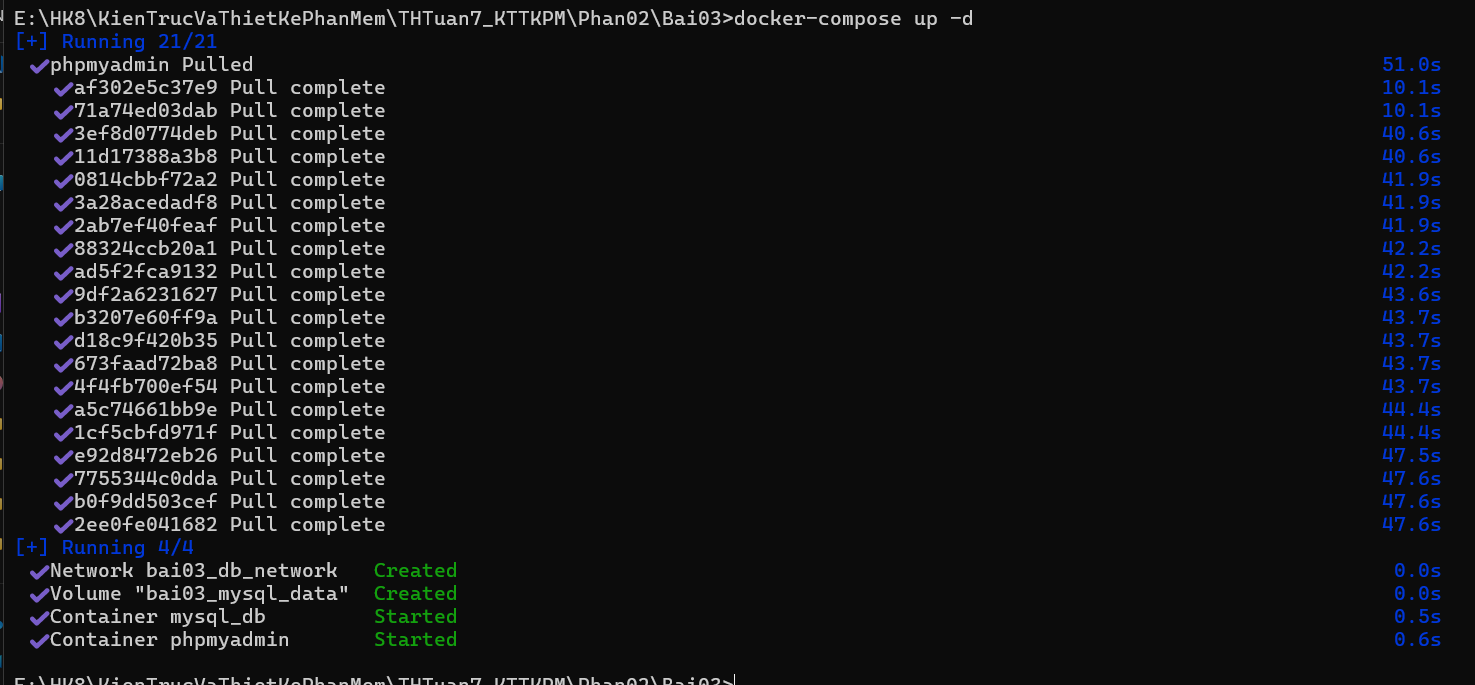 E:\HK8\KienTrucVaThietKePhanMem\THTuan7_KTTKPM\Phan02\Bai03>docker-compose up -d
[+] Running 21/21
✔phpmyadmin Pulled 51.0s
✔af302e5c37e9 Pull complete 10.1s
✔71a74ed03dab Pull complete 10.1s
✔3ef8d0774deb Pull complete 40.6s
✔11d17388a3b8 Pull complete 40.6s
✔0814cbbf72a2 Pull complete 41.9s
✔3a28acedadf8 Pull complete 41.9s
✔2ab7ef40feaf Pull complete 41.9s
✔88324ccb20a1 Pull complete 42.2s
✔ad5f2fca9132 Pull complete 42.2s
✔9df2a6231627 Pull complete 43.6s
✔b3207e60ff9a Pull complete 43.7s
✔d18c9f420b35 Pull complete 43.7s
✔673faad72ba8 Pull complete 43.7s
✔4f4fb700ef54 Pull complete 43.7s
✔a5c74661bb9e Pull complete 44.4s
✔1cf5cbfd971f Pull complete 44.4s
✔e92d8472eb26 Pull complete 47.5s
✔7755344c0dda Pull complete 47.6s
✔b0f9dd503cef Pull complete 47.6s
✔2ee0fe041682 Pull complete 47.6s
[+] Running 4/4
✔Network bai03_db_network Created 0.0s
✔Volume "bai03_mysql_data" Created 0.0s
✔Container mysql_db Started 0.5s
✔Container phpmyadmin Started 0.6s
E:\HK8\KienTrucVaThietKePhanMem\THTuan7_KTTKPM\Phan02\Bai03>